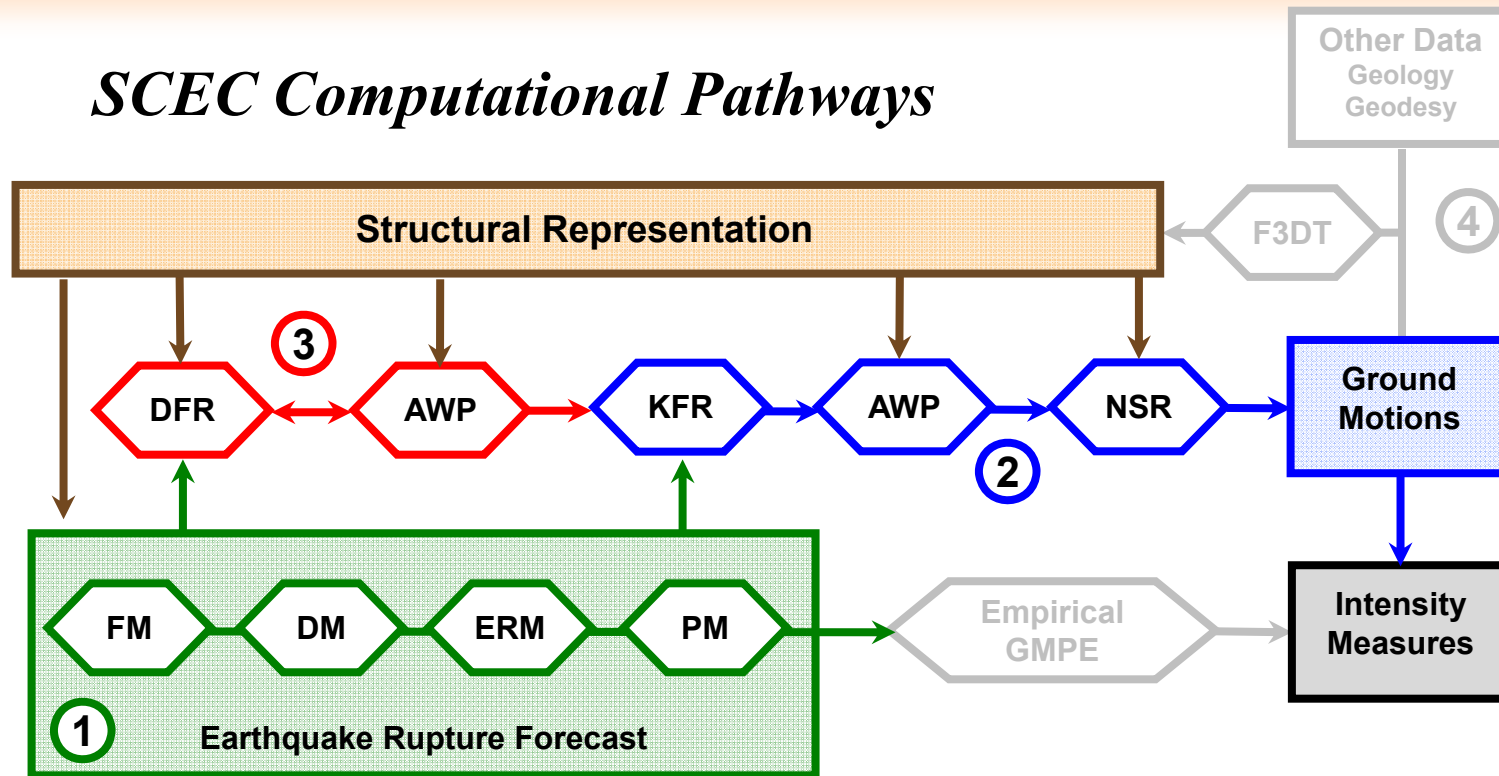 SCEC Computational Pathways
Other Data
Geology
Geodesy
Structural Representation
F3DT
4
3
DFR
AWP
KFR
AWP
NSR
Ground
Motions
2
FM
DM
ERM
PM
Empirical
GMPE
Intensity
Measures
1
Earthquake Rupture Forecast